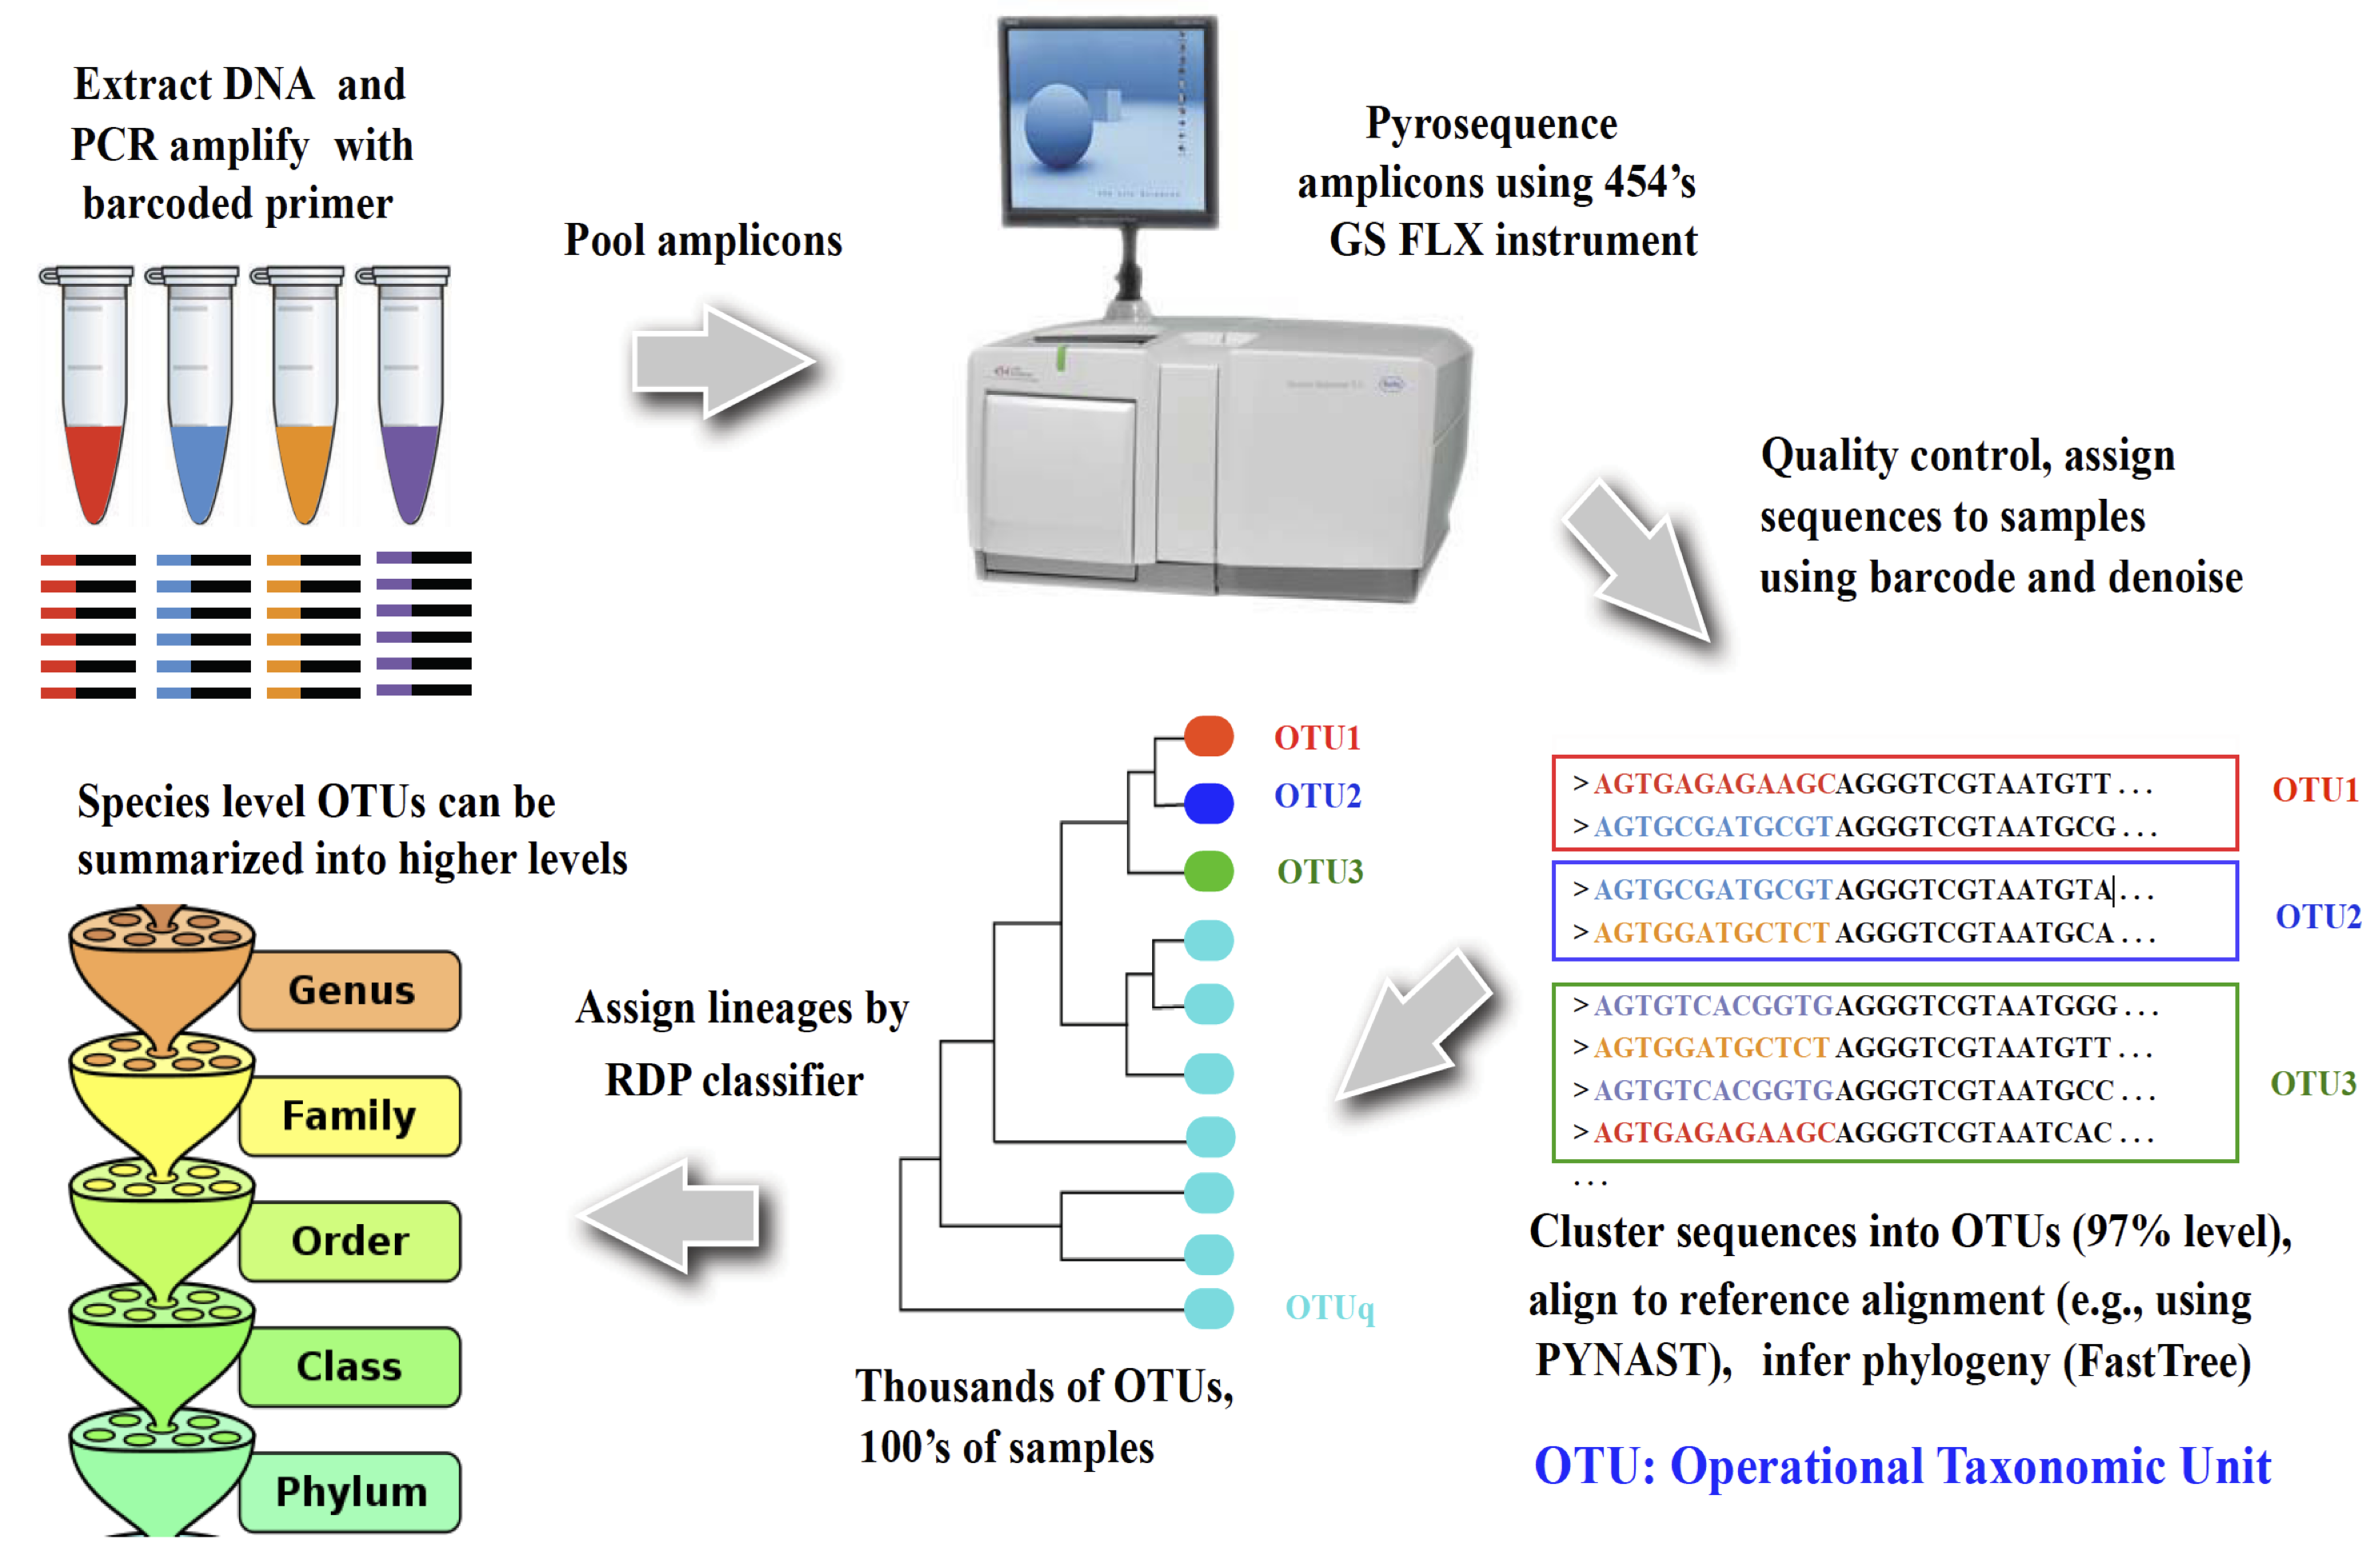 Extract DNA and
PCR amplify with
barcoded primer
Pool amplicons
Pyrosequence
amplicons using 454’s
GS FLX instrument
Quality control, assign
sequences to samples
using barcode and denoise
OTU1
OTU2
OTU3
OTUq
>AGTGAGAGAAGCAGGGTCGTAATGTT...
>AGTGCGATGCGTAGGGTCGTAATGCG...
OTU1
>AGTGCGATGCGTAGGGTCGTAATGTA...
>AGTGGATGCTCTAGGGTCGTAATGCA...
OTU2
>AGTGTCACGGTGAGGGTCGTAATGGG...
>AGTGGATGCTCTAGGGTCGTAATGTT...
>AGTGTCACGGTGAGGGTCGTAATGCC...
>AGTGAGAGAAGCAGGGTCGTAATCAC...
OTU3
...
Cluster sequences into OTUs (97% level),
align to reference alignment (e.g., using
PYNAST), infer phylogeny (FastTree)
OTU: Operational Taxonomic Unit
Thousands of OTUs,
100’s of samples
Assign lineages by
RDP classifier
Species level OTUs can be
summarized into higher levels
Genus
Family
Order
Class
Phylum